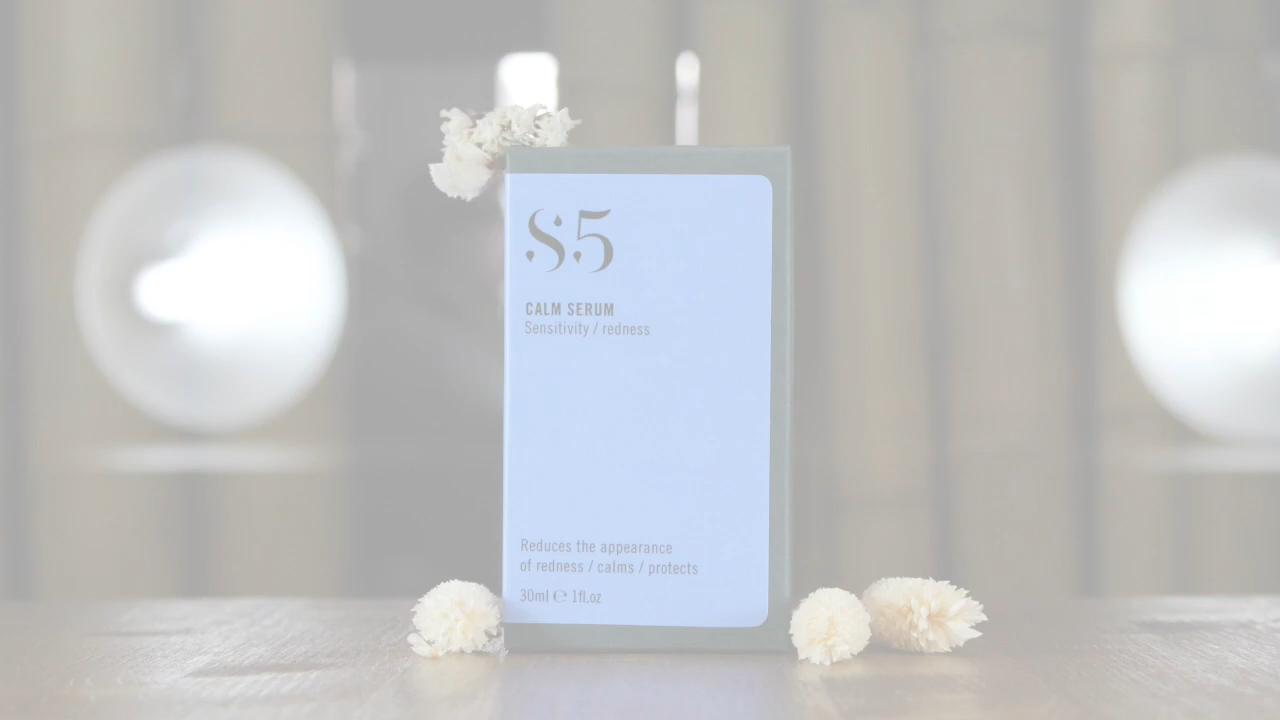 S5
CALM SERUM
Sensitivity / redness
Reduces the appearance
of redness / calms / protects
30ml ℮ 1fl.oz